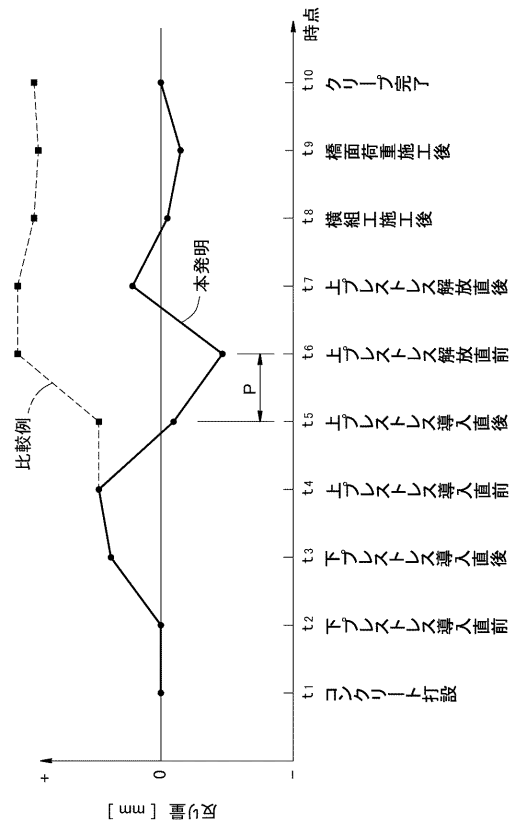 反り量 [mm]
+
0
−
比較例
本発明
P
時点
t1 コンクリート打設
t2 下プレストレス導入直前
t3 下プレストレス導入直後
t4 上プレストレス導入直前
t5 上プレストレス導入直後
t6 上プレストレス解放直前
t7 上プレストレス解放直後
t8 横組工施工後
t9 橋面荷重施工後
t10 クリープ完了